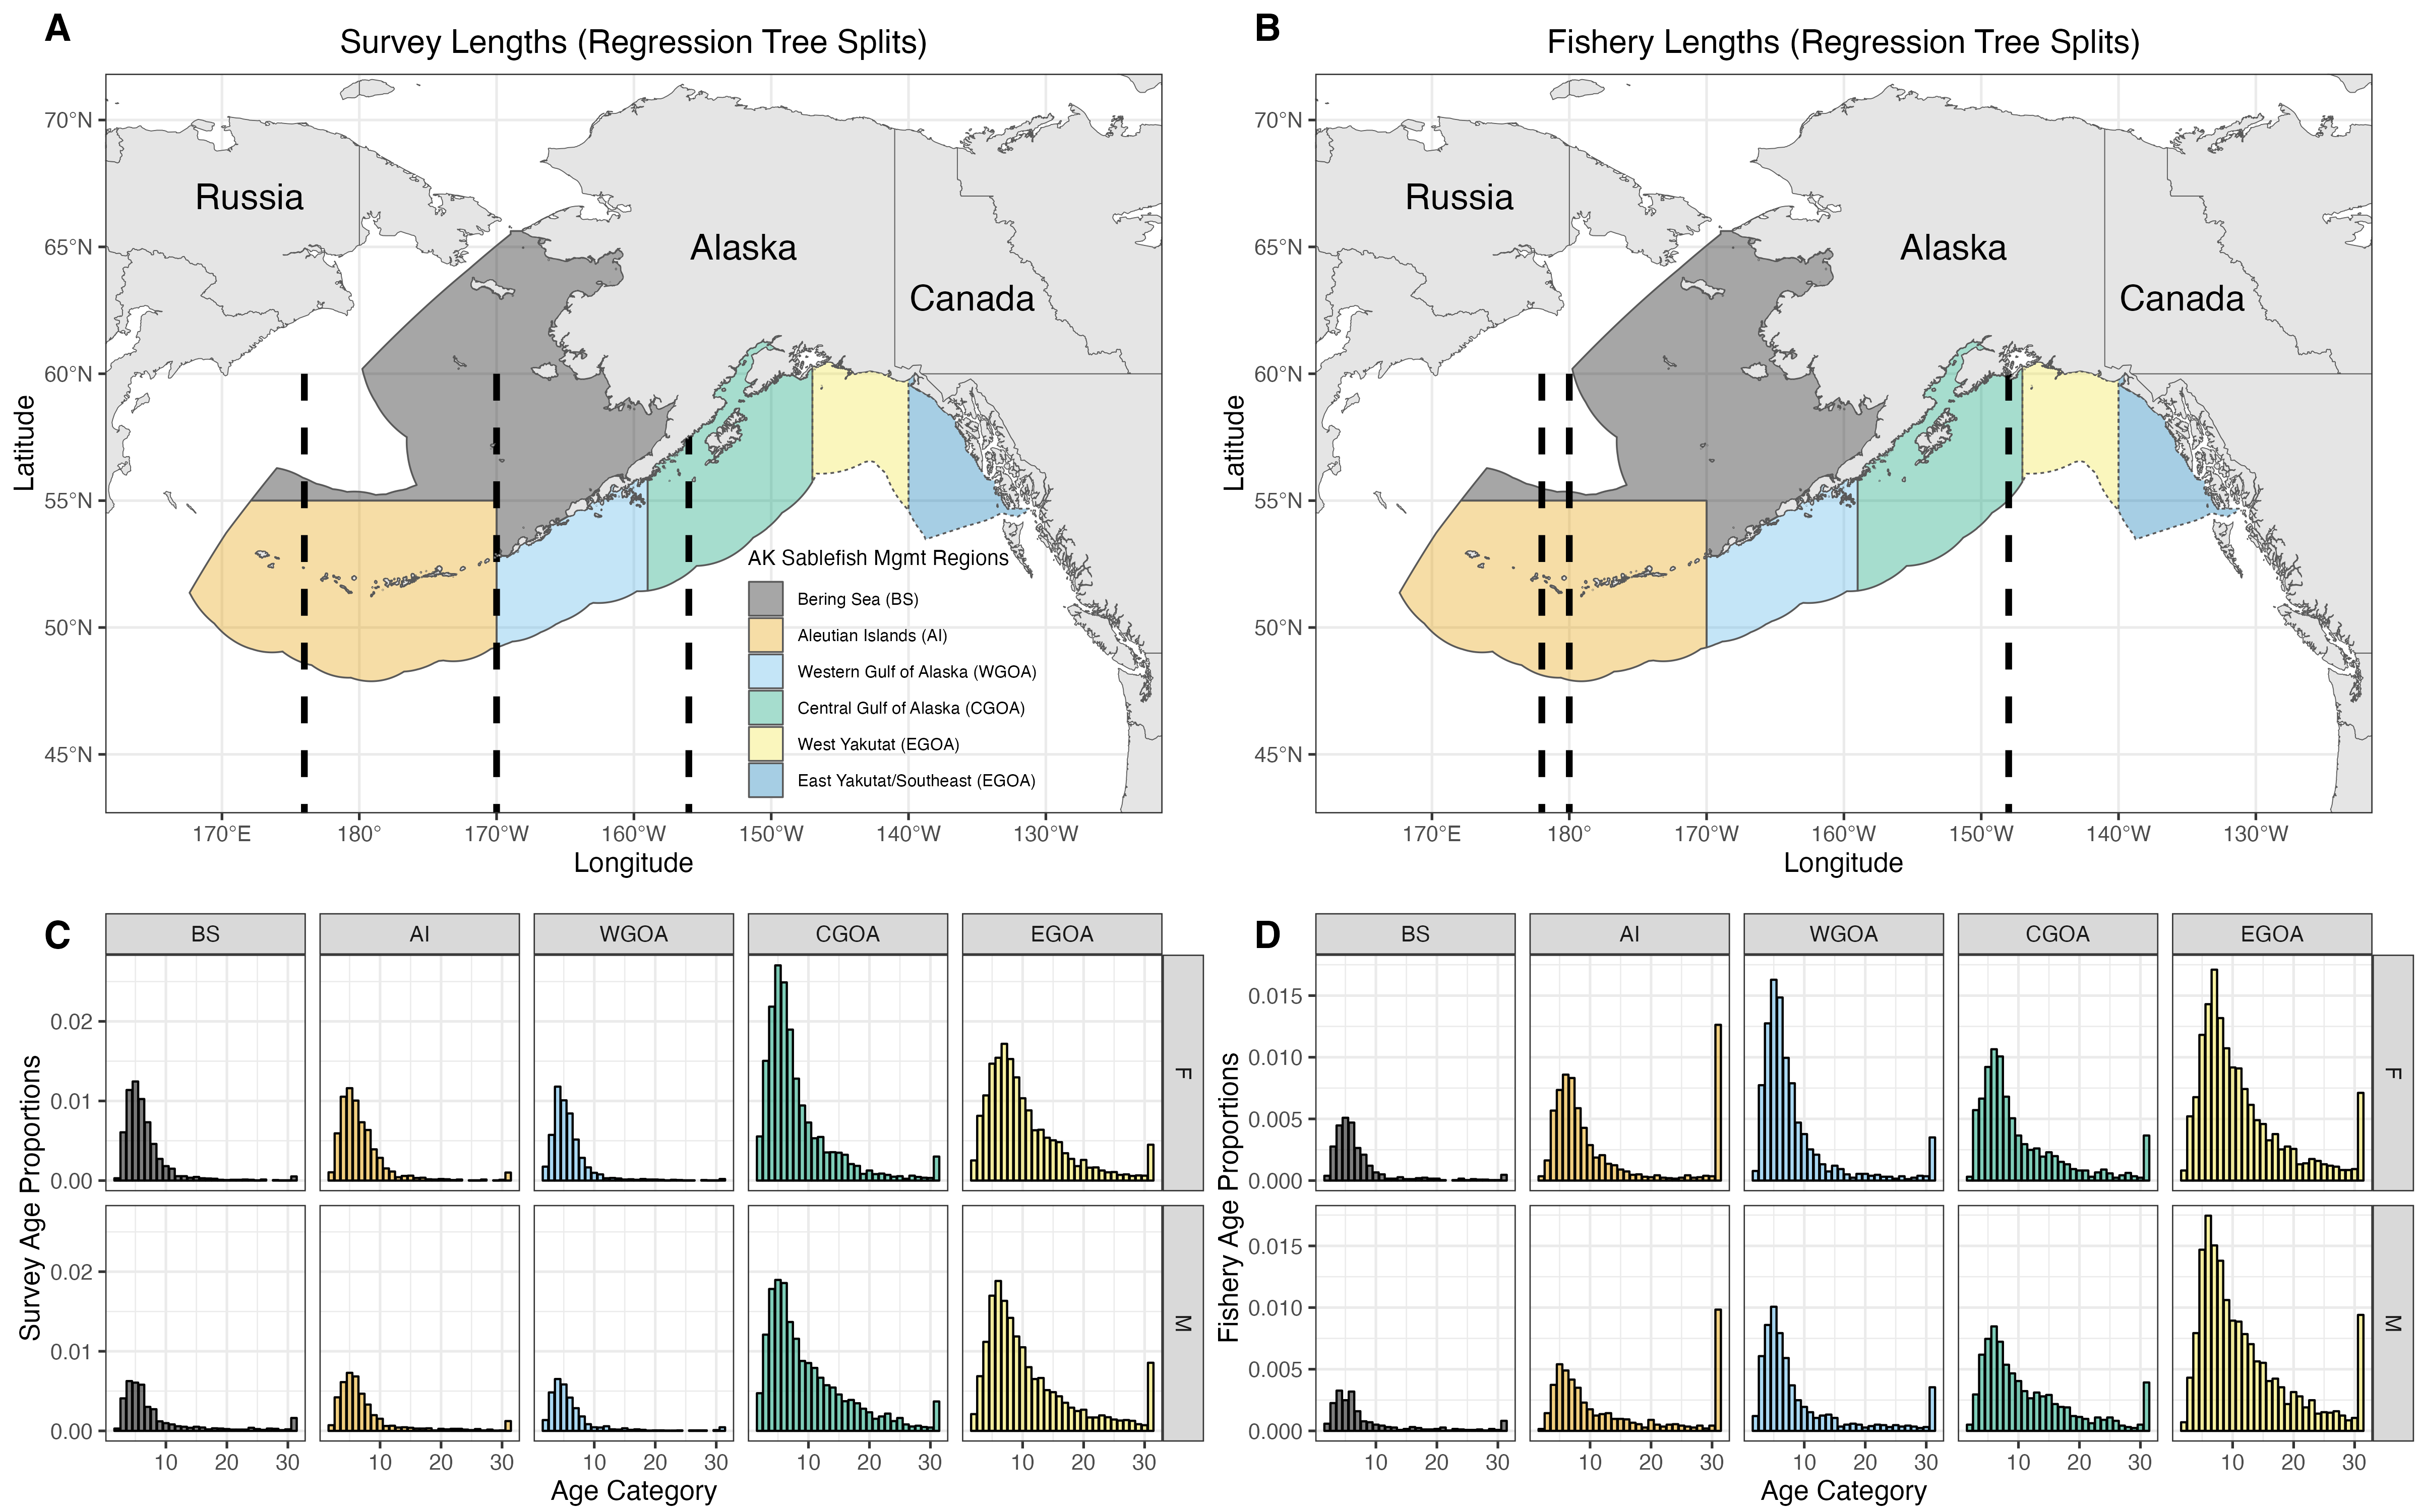 A
Survey Lengths (Regression Tree Splits)
70°N
65°N
60°N
55°N
50°N
45°N
Latitude
Russia
Alaska
Canada
AK Sablefish Mgmt Regions
Bering Sea (BS)
Aleutian Islands (AI)
Western Gulf of Alaska (WGOA)
Central Gulf of Alaska (CGOA)
West Yakutat (EGOA)
East Yakutat/Southeast (EGOA)
170°E 180° 170°W 160°W 150°W 140°W 130°W
Longitude
B
Fishery Lengths (Regression Tree Splits)
70°N
65°N
60°N
55°N
50°N
45°N
Latitude
Russia
Alaska
Canada
170°E 180° 170°W 160°W 150°W 140°W 130°W
Longitude
C
BS AI WGOA CGOA EGOA
Survey Age Proportions
0.02
0.01
0.00
F
0.02
0.01
0.00
M
10 20 30 10 20 30 10 20 30 10 20 30 10 20 30
Age Category
D
BS AI WGOA CGOA EGOA
Fishery Age Proportions
0.015
0.010
0.005
0.000
F
0.015
0.010
0.005
0.000
M
10 20 30 10 20 30 10 20 30 10 20 30 10 20 30
Age Category